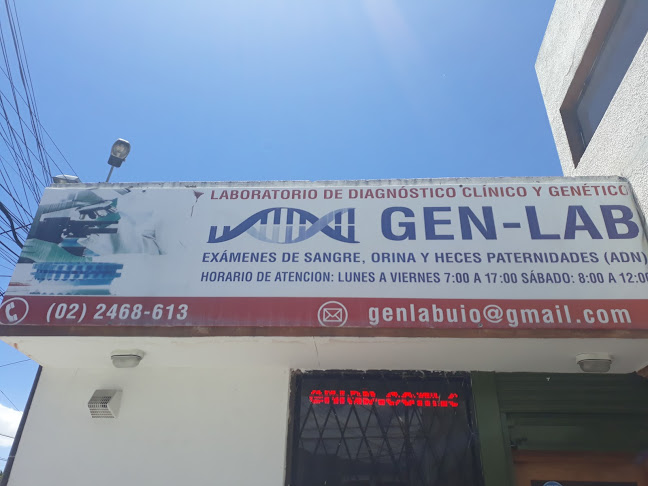 LABORATORIO DE DIAGNÓSTICO CLÍNICO Y GENÉTICO
GEN-LAB
EXÁMENES DE SANGRE, ORINA Y HECES PATERNIDADES (ADN)
HORARIO DE ATENCION: LUNES A VIERNES 7:00 A 17:00 SÁBADO: 8:00 A 12:00
(02) 2468-613
genlabuio@gmail.com